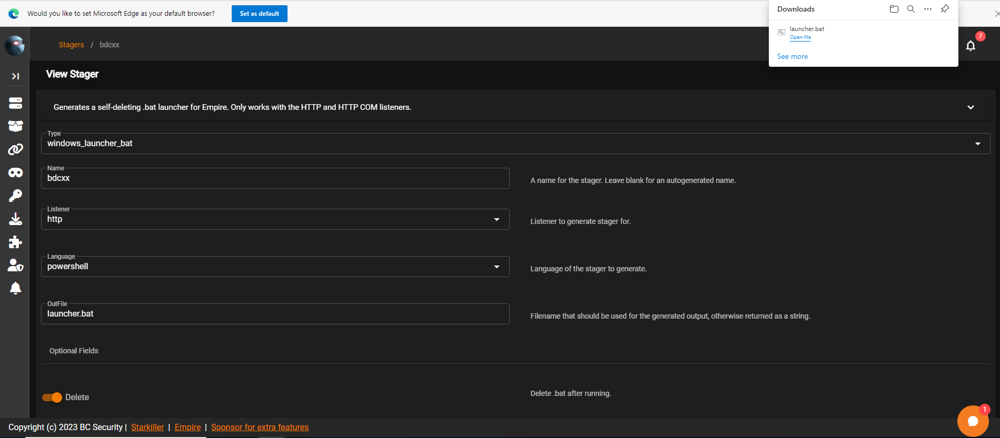 Would you like to set Microsoft Edge as your default browser?
Set as default
Downloads
launcher.bat
Open file
See more
7
Stagers / bdcxx
View Stager
Generates a self-deleting .bat launcher for Empire. Only works with the HTTP and HTTP COM listeners.
Type
windows_launcher_bat
Name
bdcxx
A name for the stager. Leave blank for an autogenerated name.
Listener
http
Listener to generate stager for.
Language
powershell
Language of the stager to generate.
OutFile
launcher.bat
Filename that should be used for the generated output, otherwise returned as a string.
Optional Fields
Delete
Delete .bat after running.
1
Copyright (c) 2023 BC Security | Starkiller | Empire | Sponsor for extra features